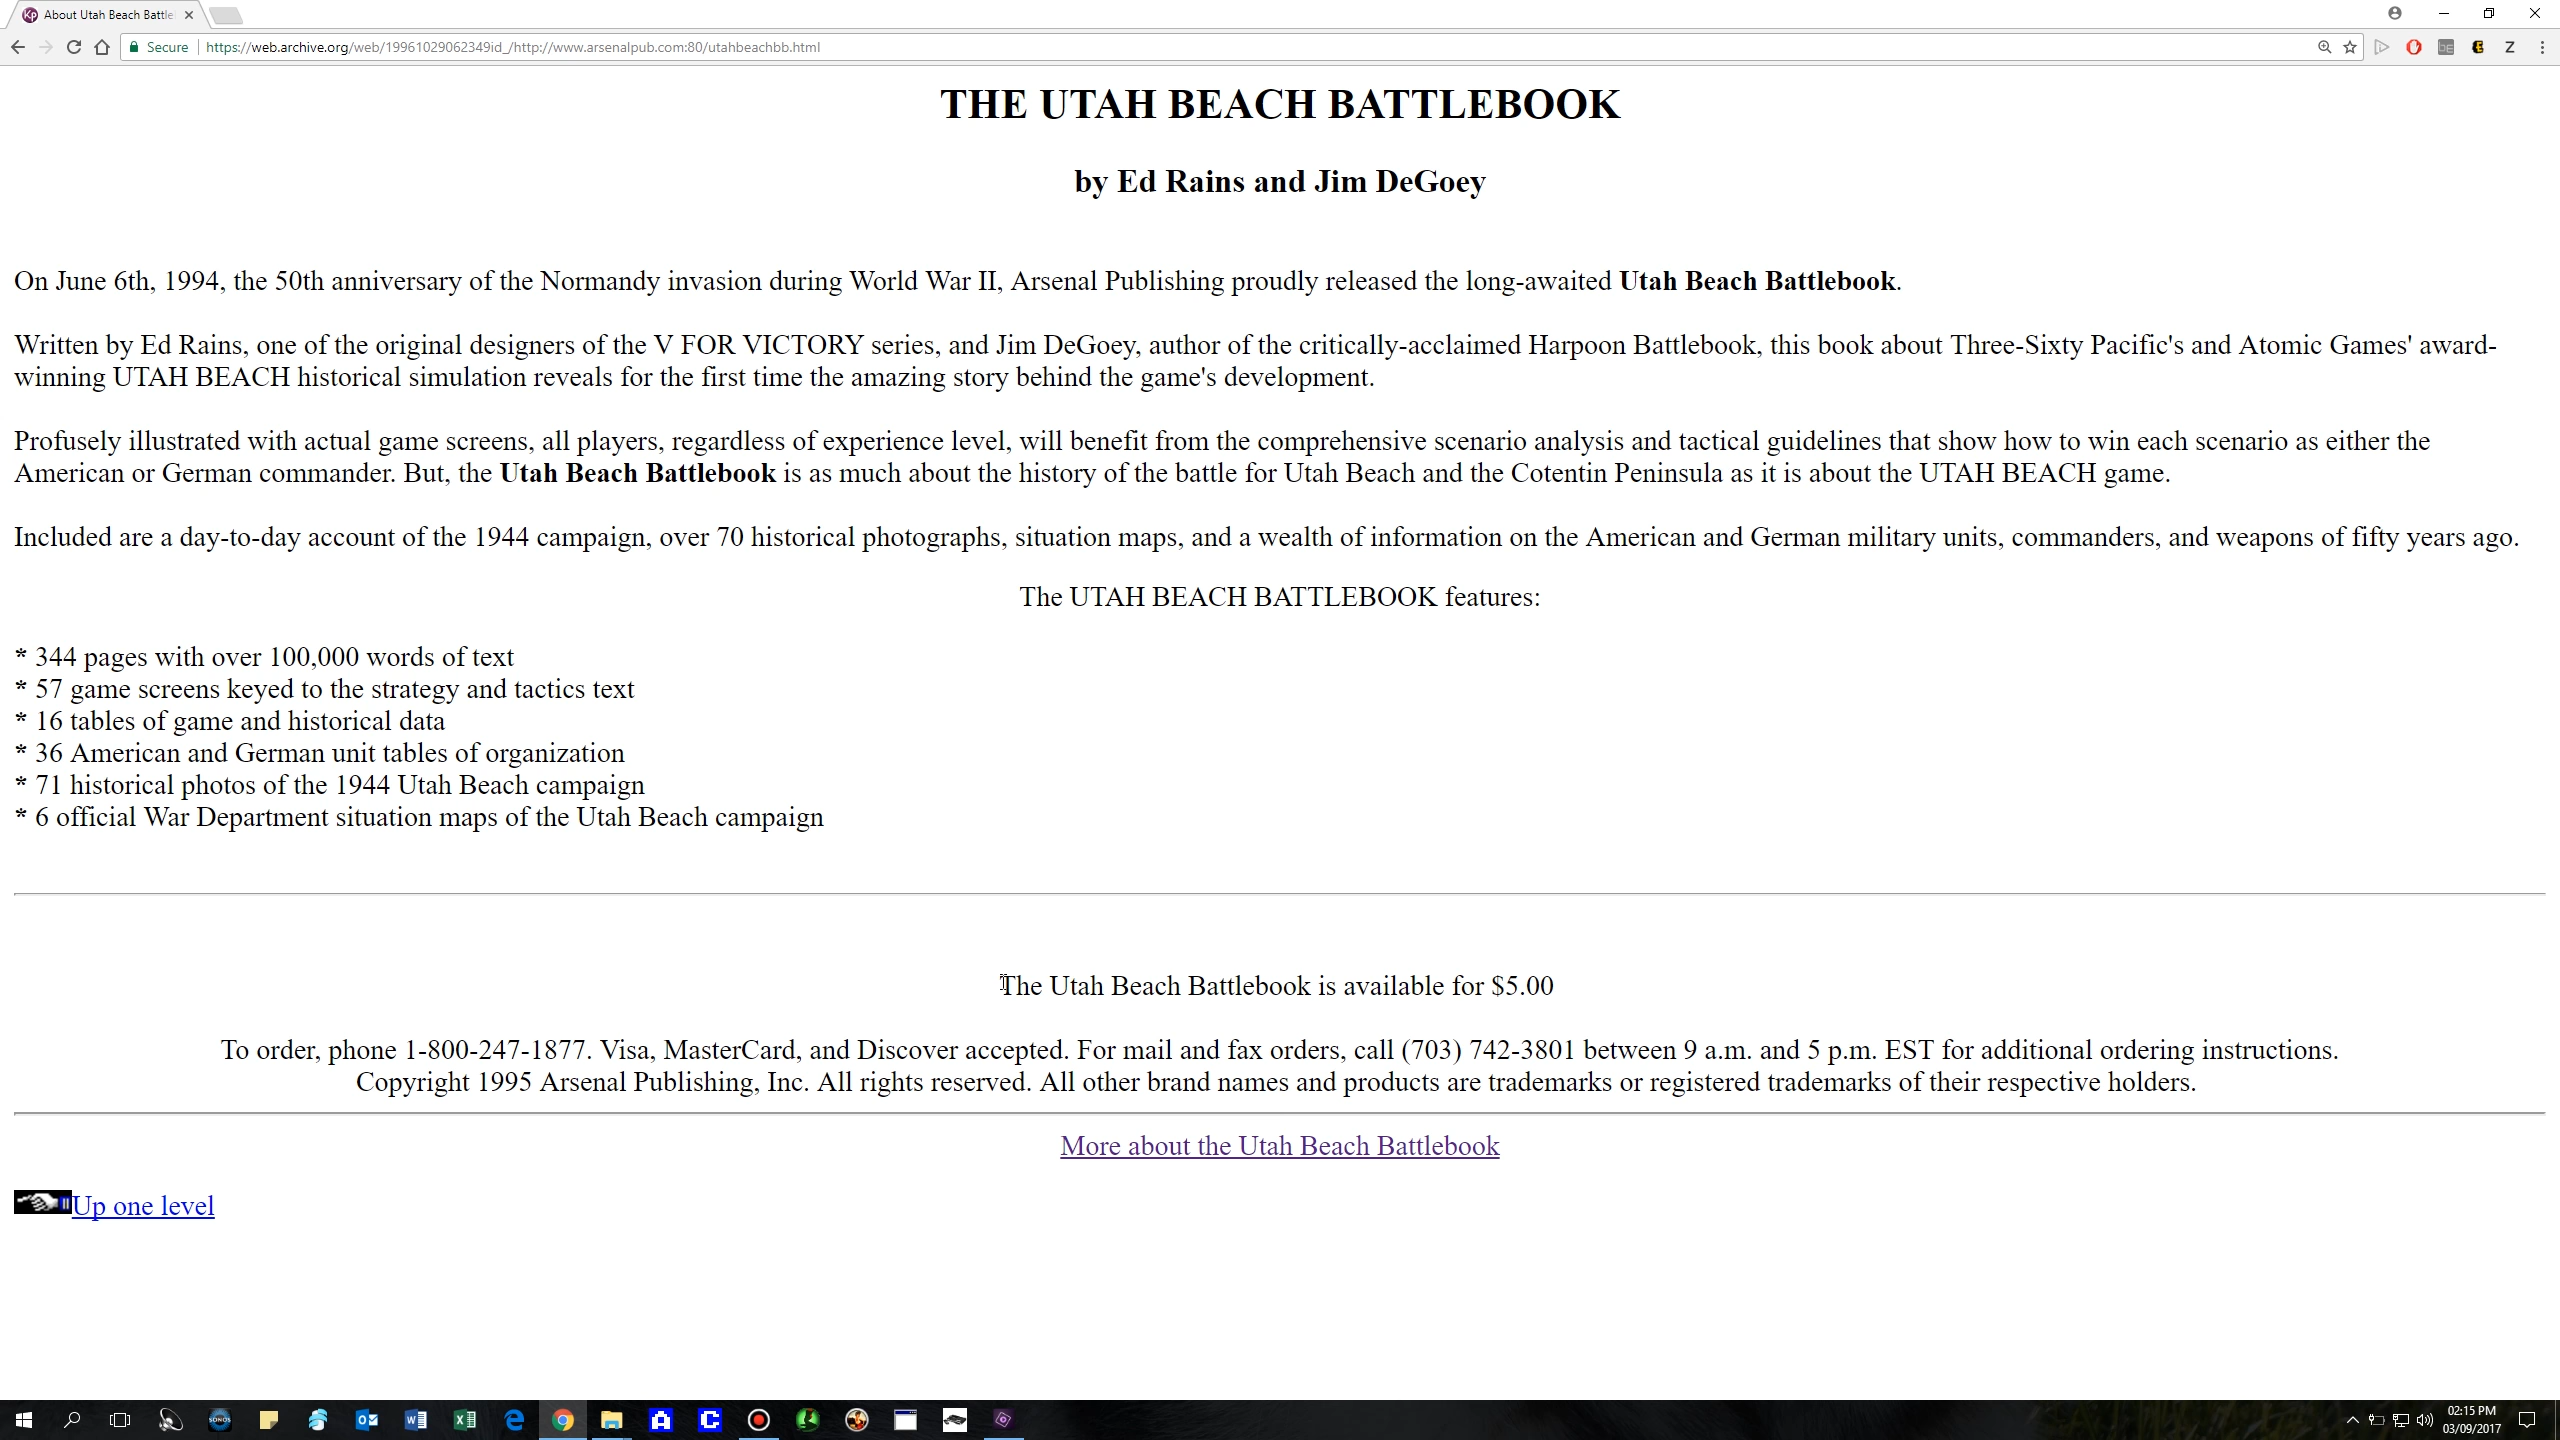 About Utah Beach Battle
Secure https://web.archive.org/web/19961029062349id_/http://www.arsenalpub.com:80/utahbeachbb.html
THE UTAH BEACH BATTLEBOOK
by Ed Rains and Jim DeGoey
On June 6th, 1994, the 50th anniversary of the Normandy invasion during World War II, Arsenal Publishing proudly released the long-awaited Utah Beach Battlebook.
Written by Ed Rains, one of the original designers of the V FOR VICTORY series, and Jim DeGoey, author of the critically-acclaimed Harpoon Battlebook, this book about Three-Sixty Pacific's and Atomic Games' award-
winning UTAH BEACH historical simulation reveals for the first time the amazing story behind the game's development.
Profusely illustrated with actual game screens, all players, regardless of experience level, will benefit from the comprehensive scenario analysis and tactical guidelines that show how to win each scenario as either the
American or German commander. But, the Utah Beach Battlebook is as much about the history of the battle for Utah Beach and the Cotentin Peninsula as it is about the UTAH BEACH game.
Included are a day-to-day account of the 1944 campaign, over 70 historical photographs, situation maps, and a wealth of information on the American and German military units, commanders, and weapons of fifty years ago.
The UTAH BEACH BATTLEBOOK features:
* 344 pages with over 100,000 words of text
* 57 game screens keyed to the strategy and tactics text
* 16 tables of game and historical data
* 36 American and German unit tables of organization
* 71 historical photos of the 1944 Utah Beach campaign
* 6 official War Department situation maps of the Utah Beach campaign
The Utah Beach Battlebook is available for $5.00
To order, phone 1-800-247-1877. Visa, MasterCard, and Discover accepted. For mail and fax orders, call (703) 742-3801 between 9 a.m. and 5 p.m. EST for additional ordering instructions.
Copyright 1995 Arsenal Publishing, Inc. All rights reserved. All other brand names and products are trademarks or registered trademarks of their respective holders.
More about the Utah Beach Battlebook
Up one level
SONOS
02:15 PM
03/09/2017